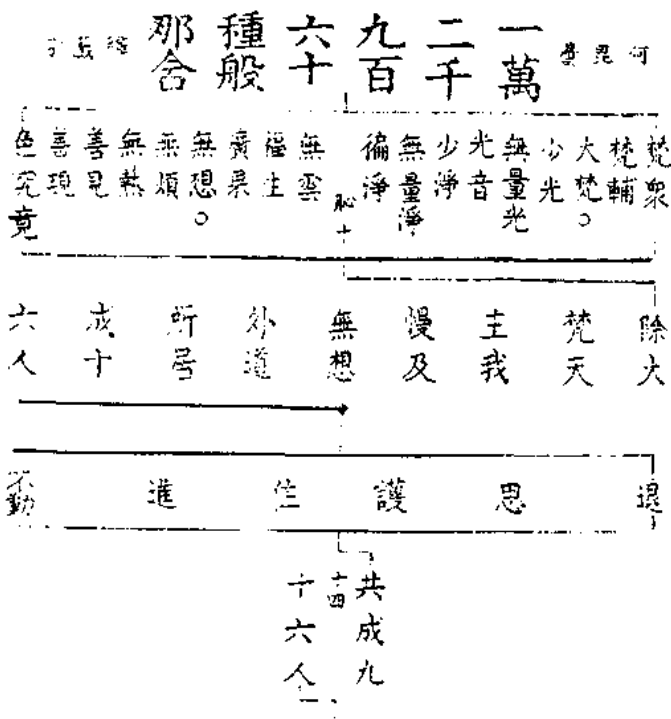 毘曇
一萬
二千
九百
六十
種般
那含
梵衆
梵輔
大梵○
少光
無量光
光音
少淨
無量淨
徧淨
無雲
福生
廣果
無想○
無煩
無熱
善見
善現
色究竟
除大
梵天
主我
慢及
無想
外道
所居
成十
六人
退
思
護
住
進
不動
共成九
十四
十六人